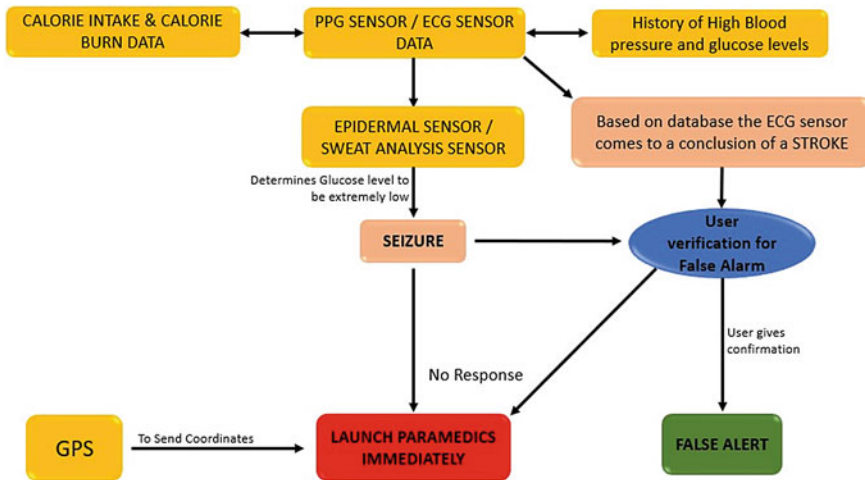 CALORIE INTAKE & CALORIE
BURN DATA
PPG SENSOR / ECG SENSOR
DATA
History of High Blood
pressure and glucose levels
EPIDERMAL SENSOR /
SWEAT ANALYSIS SENSOR
Based on database the ECG sensor
comes to a conclusion of a STROKE
Determines Glucose level to
be extremely low
SEIZURE
User
verification for
False Alarm
User gives
confirmation
No Response
GPS
To Send Coordinates
LAUNCH PARAMEDICS
IMMEDIATELY
FALSE ALERT